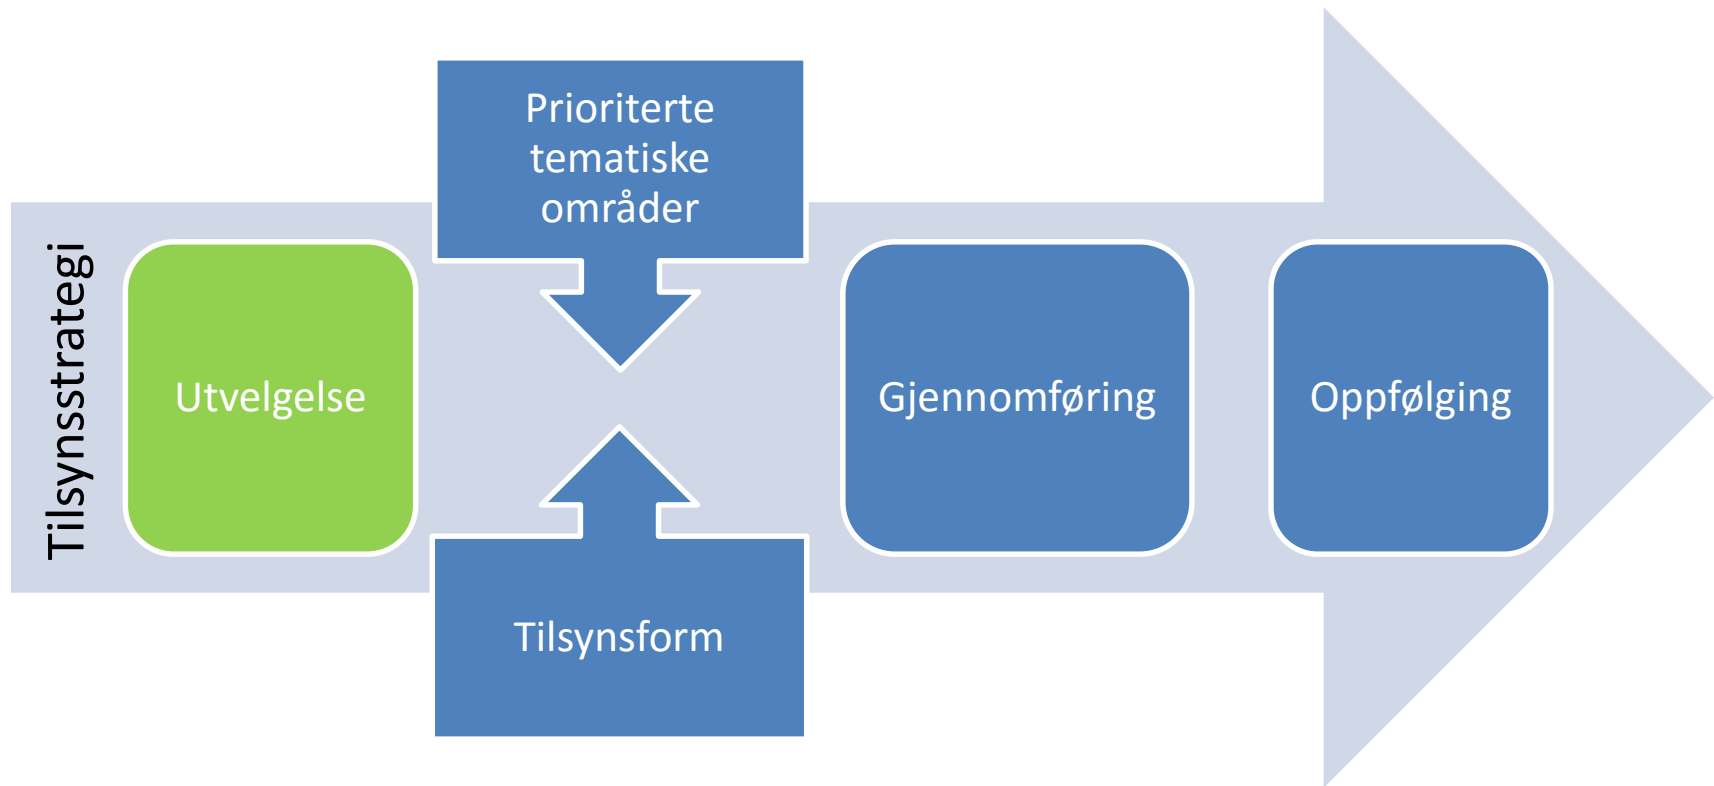 Tilsynsstrategi
Utvelgelse
Prioriterte
tematiske
områder
Tilsynsform
Gjennomføring
Oppfølging